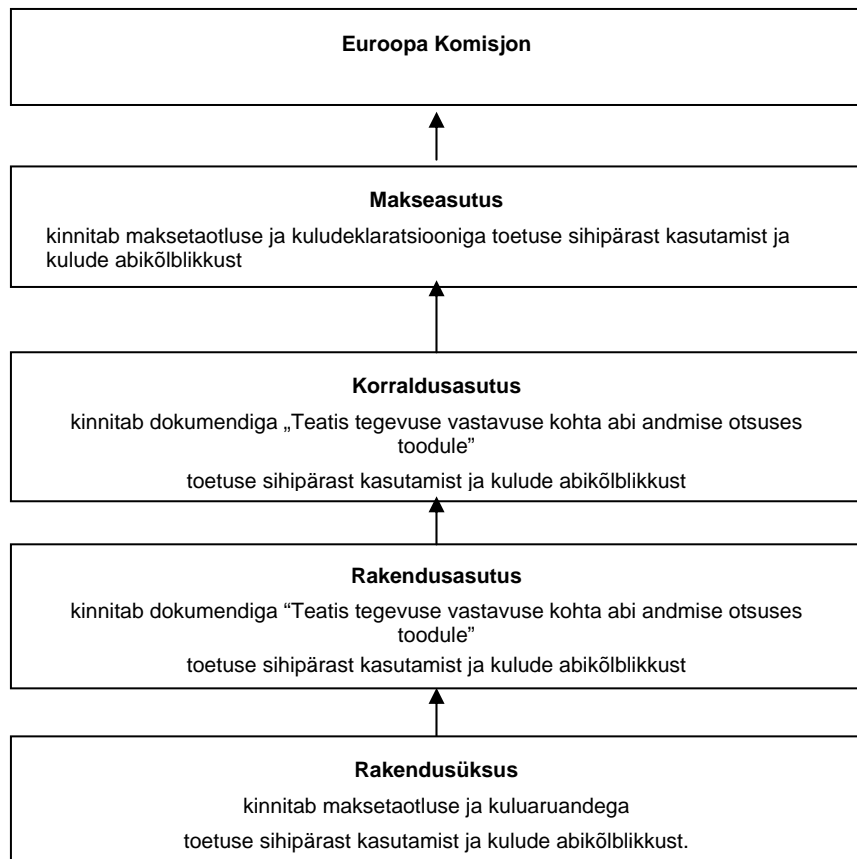 Euroopa Komisjon
Makseasutus
kinnitab maksetaotluse ja kuludeklaratsiooniga toetuse sihipärast kasutamist ja
kulude abikõlblikkust
Korraldusasutus
kinnitab dokumendiga „Teatis tegevuse vastavuse kohta abi andmise otsuses
toodule”
toetuse sihipärast kasutamist ja kulude abikõlblikkust
Rakendusasutus
kinnitab dokumendiga “Teatis tegevuse vastavuse kohta abi andmise otsuses
toodule”
toetuse sihipärast kasutamist ja kulude abikõlblikkust
Rakendusüksus
kinnitab maksetaotluse ja kuluaruandega
toetuse sihipärast kasutamist ja kulude abikõlblikkust.